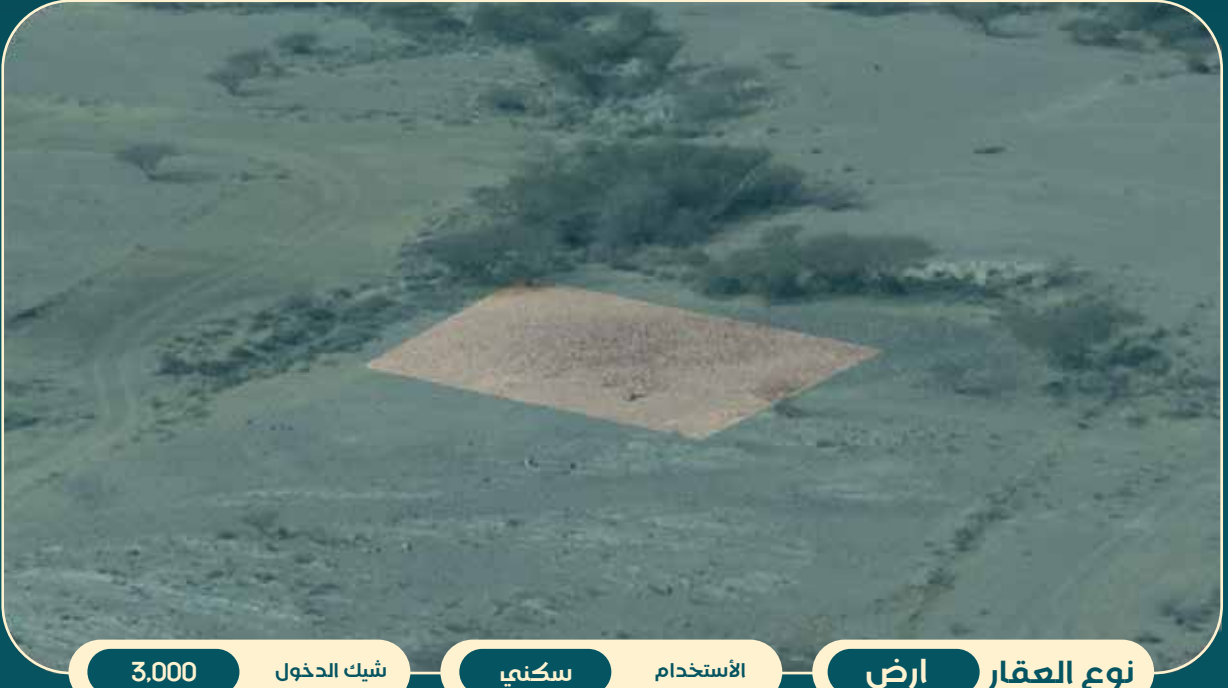 نوع العقار ارض
الأستخدام سكني
شيك الدخول 3,000